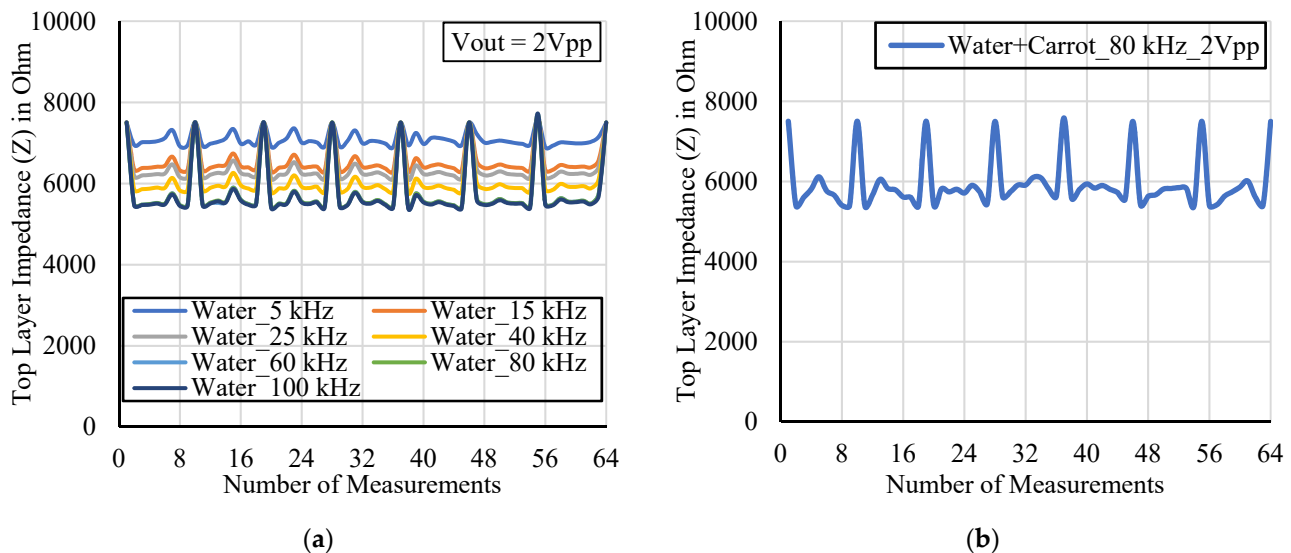 Top Layer Impedance (Z) in Ohm
10000
8000
6000
4000
2000
0
Vout = 2Vpp
Water_5 kHz Water_15 kHz
Water_25 kHz Water_40 kHz
Water_60 kHz Water_80 kHz
Water_100 kHz
0 8 16 24 32 40 48 56 64
Number of Measurements
(a)
Top Layer Impedance (Z) in Ohm
10000
8000
6000
4000
2000
0
Water+Carrot_80 kHz_2Vpp
0 8 16 24 32 40 48 56 64
Number of Measurements
(b)